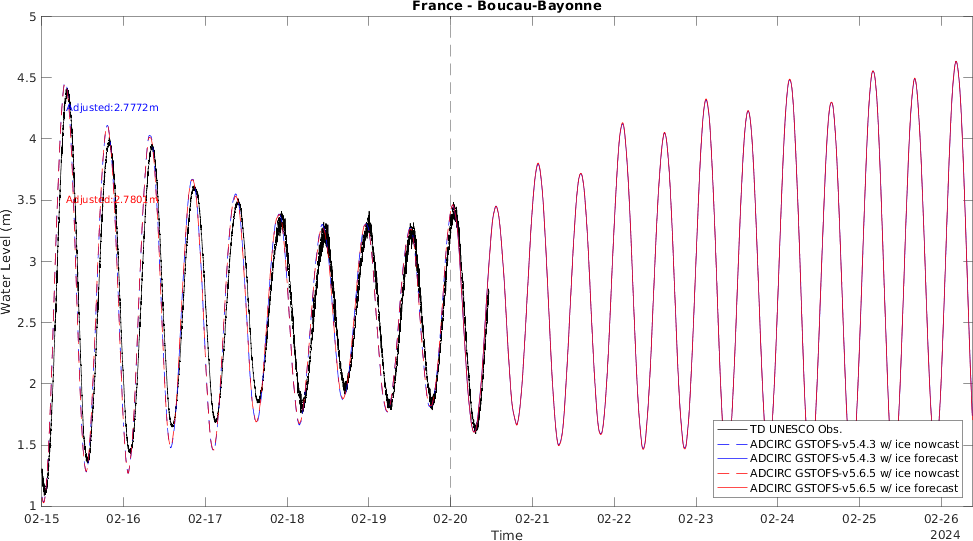 France - Boucau-Bayonne
5
4.5
4
3.5
3
2.5
2
1.5
1
Water Level (m)
Adjusted:2.7772m
Adjusted:2.7801m
TD UNESCO Obs.
ADCIRC GSTOFS-v5.4.3 w/ ice nowcast
ADCIRC GSTOFS-v5.4.3 w/ ice forecast
ADCIRC GSTOFS-v5.6.5 w/ ice nowcast
ADCIRC GSTOFS-v5.6.5 w/ ice forecast
02-15 02-16 02-17 02-18 02-19 02-20 02-21 02-22 02-23 02-24 02-25 02-26
Time
2024